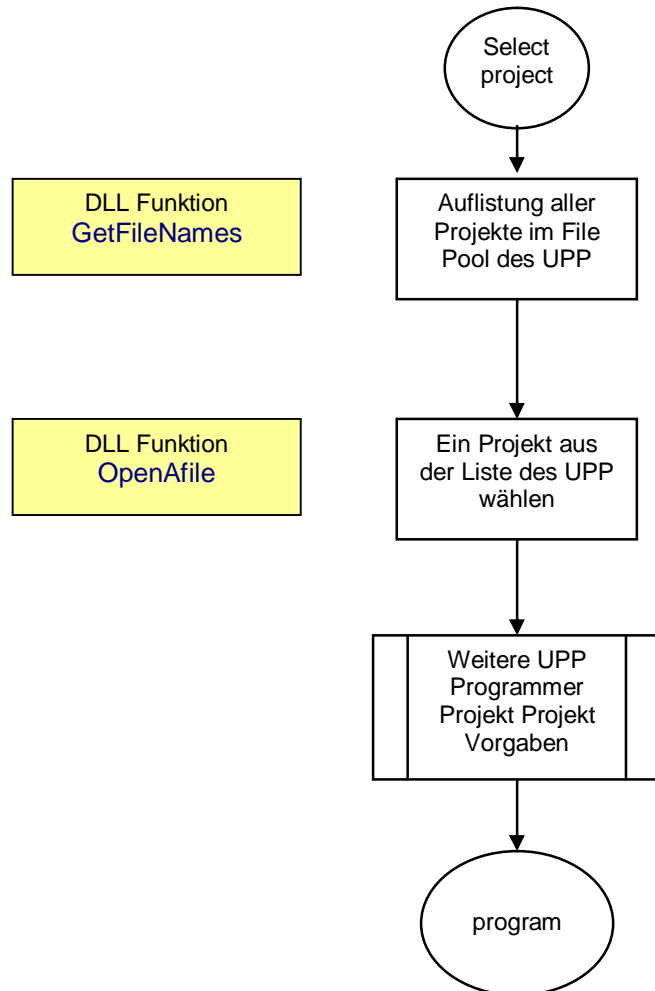 Select
project
DLL Funktion
GetFileNames
Auflistung aller
Projekte im File
Pool des UPP
DLL Funktion
OpenAfile
Ein Projekt aus
der Liste des UPP
wählen
Weitere UPP
Programmer
Projekt Projekt
Vorgaben
program